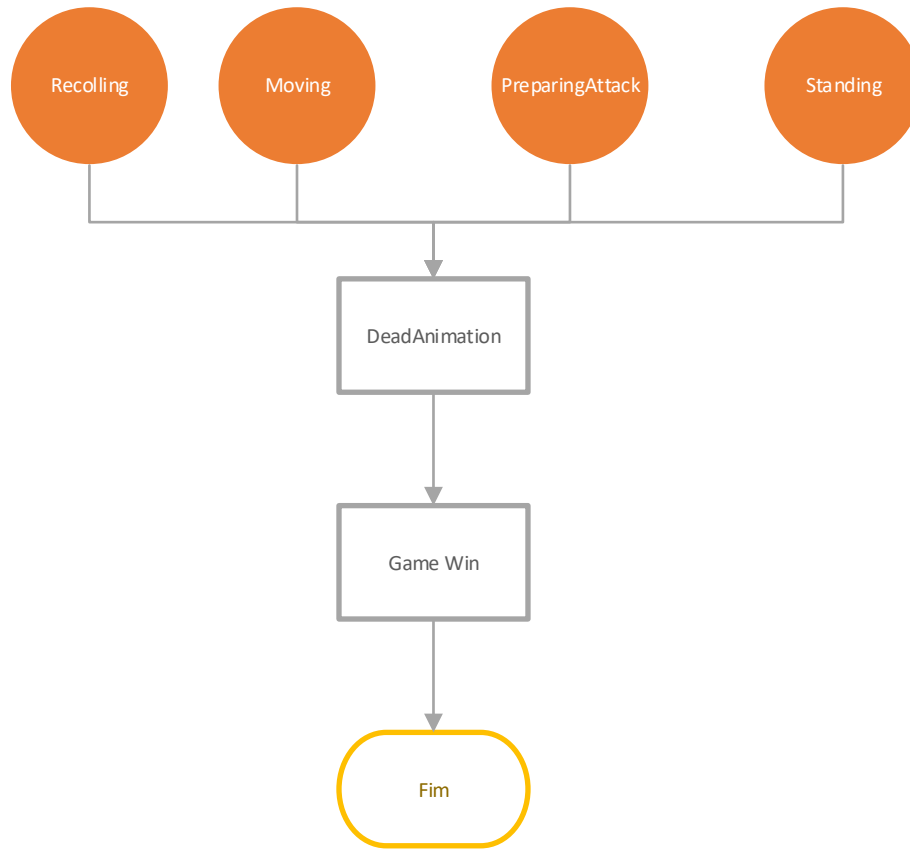 Recolling
Moving
PreparingAttack
Standing
DeadAnimation
Game Win
Fim